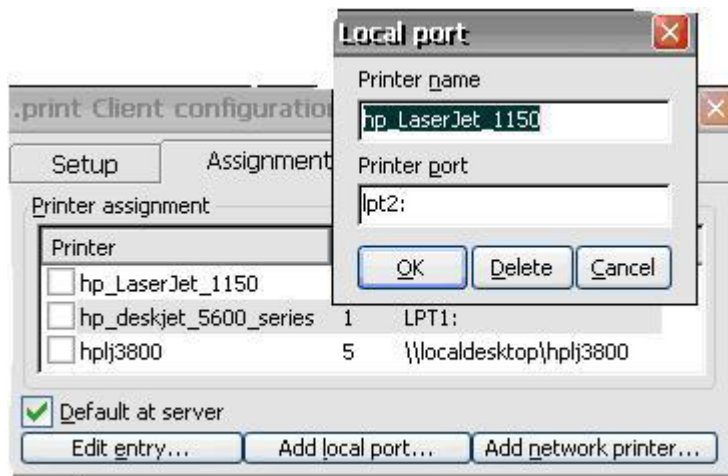 Local port
Printer name
hp_LaserJet_1150
Printer port
lpt2:
OK Delete Cancel
.print Client configuratio
Setup Assignment
Printer assignment
Printer
hp_LaserJet_1150
hp_deskjet_5600_series 1 LPT1:
hplj3800 5 \\localdesktop\hplj3800
Default at server
Edit entry... Add local port... Add network printer...